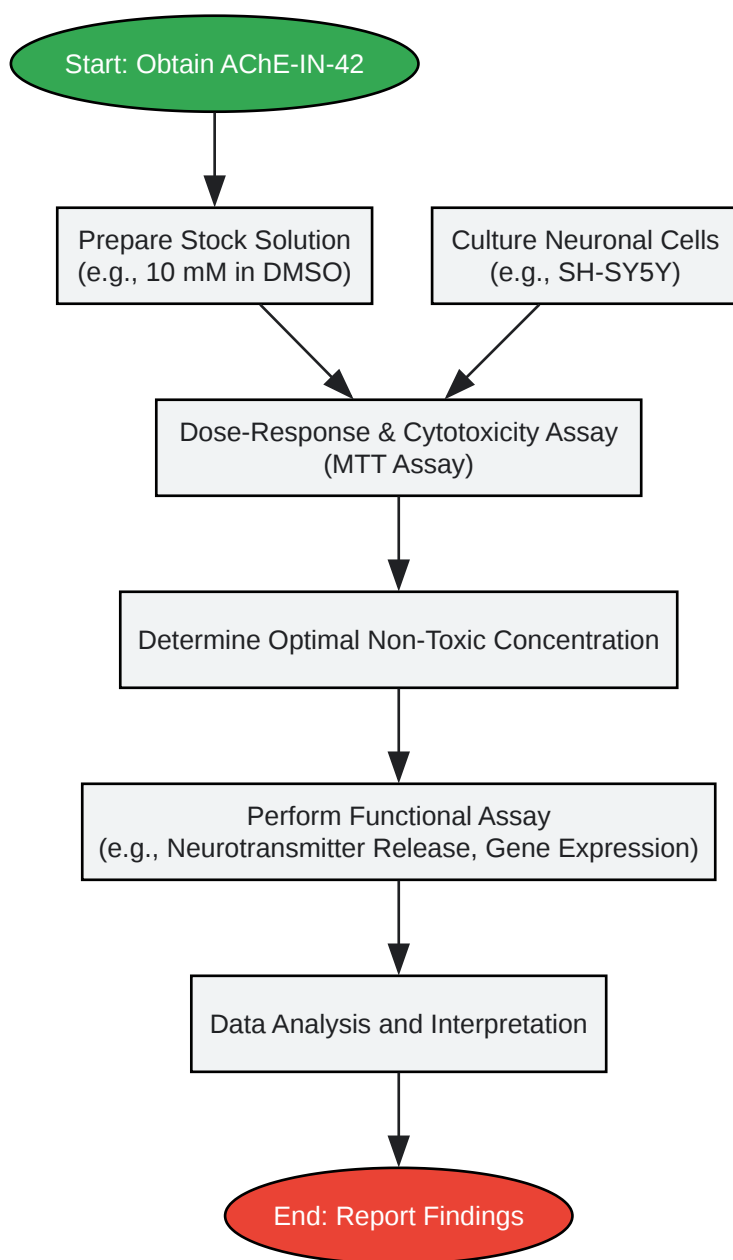 Start: Obtain AChE-IN-42
Prepare Stock Solution
(e.g., 10 mM in DMSO)
Culture Neuronal Cells
(e.g., SH-SY5Y)
Dose-Response & Cytotoxicity Assay
(MTT Assay)
Determine Optimal Non-Toxic Concentration
Perform Functional Assay
(e.g., Neurotransmitter Release, Gene Expression)
Data Analysis and Interpretation
End: Report Findings